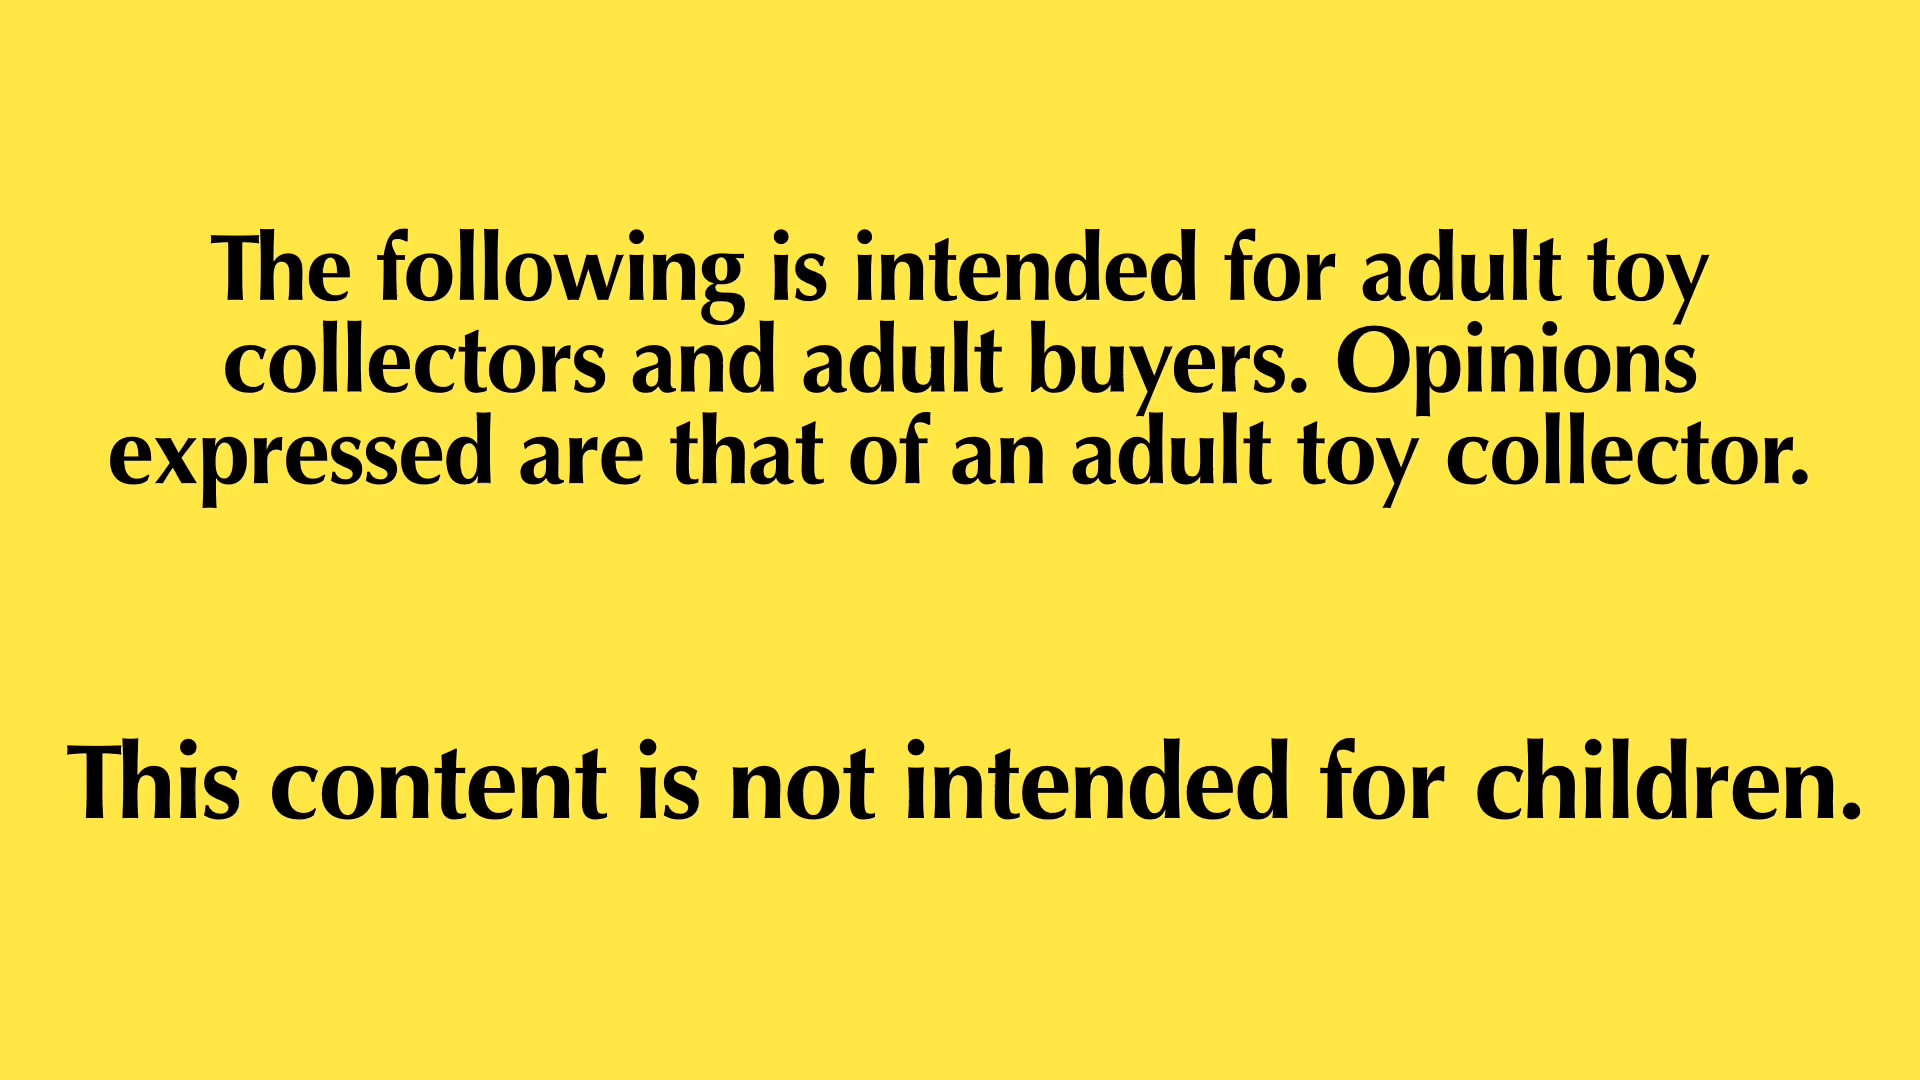 The following is intended for adult toy
collectors and adult buyers. Opinions
expressed are that of an adult toy collector.
This content is not intended for children.